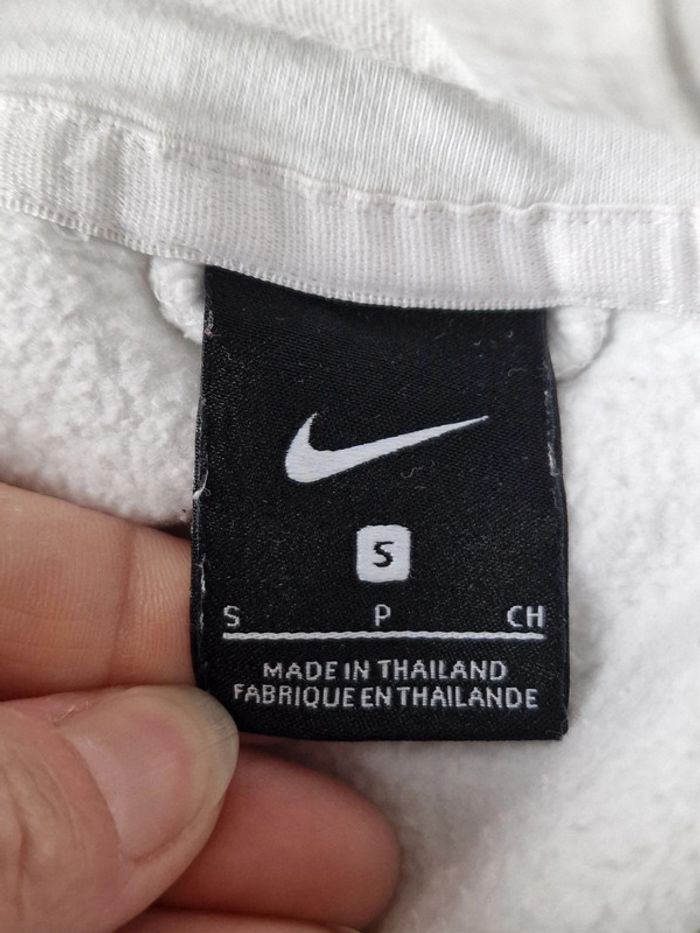 S
S P CH
MADE IN THAILAND
FABRIQUE EN THAILANDE